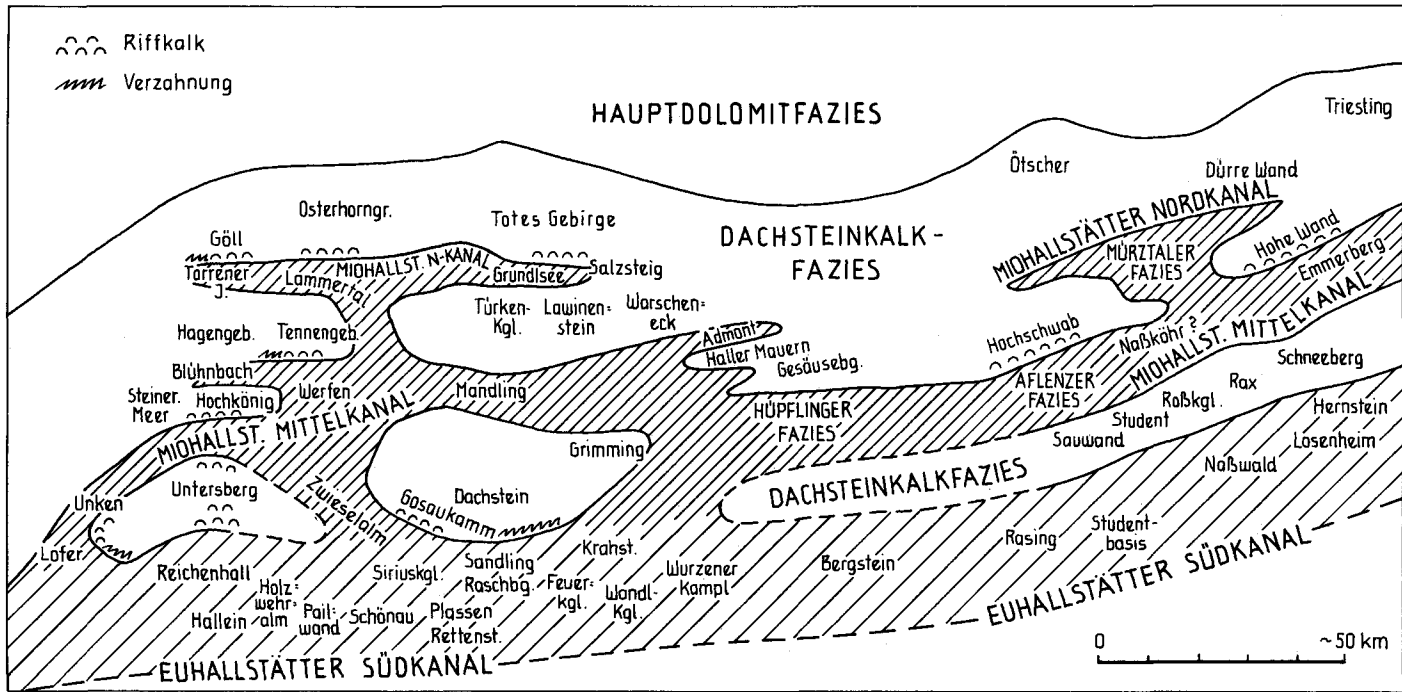 Riffkalk
Verzahnung
HAUPTDOLOMITFAZIES
Triesting
Ötscher
Dürre Wand
Osterhorngr.
Totes Gebirge
MIOHALLSTÄTTER NORDKANAL
Göll
DACHSTEINKALK-
FAZIES
MÜRZTALER
FAZIES
Hohe Wand
Torrener
J.
Lammertal
MIOHALLST. N-KANAL
Grundlsee
Salzsteig
Emmerberg
Türken-
Kgl.
Lawinen-
stein
Warschen=
eck
Hagengeb.
Tennengeb.
Admont
Haller Mauern
Gesäusebg.
Hochschwab
Naßköhr ?
MIOHALLST. MITTELKANAL
Blühnbach
Steiner.
Meer
Hochkönig
Werfen
Mandling
HÜPFLINGER
FAZIES
AFLENZER
FAZIES
Schneeberg
Rax
Roßkgl.
Student
Sauwand
Hernstein
Losenheim
MIOHALLST. MITTELKANAL
Grimming
Naßwald
Unken
Untersberg
Zwieselalm
Gosaukamm
Dachstein
DACHSTEINKALKFAZIES
Lofer
Reichenhall
Siriuskgl.
Sandling
Raschbg.
Krahst.
Feuer-
kgl.
Wandl-
Kgl.
Wurzener
Kampl
Bergstein
Rasing
Student-
basis
Hallein
Holz=
wehr=
alm
Pail=
wand
Schönau
Plassen
Rettenst.
EUHALLSTÄTTER SÜDKANAL
EUHALLSTÄTTER SÜDKANAL
0
~50 km